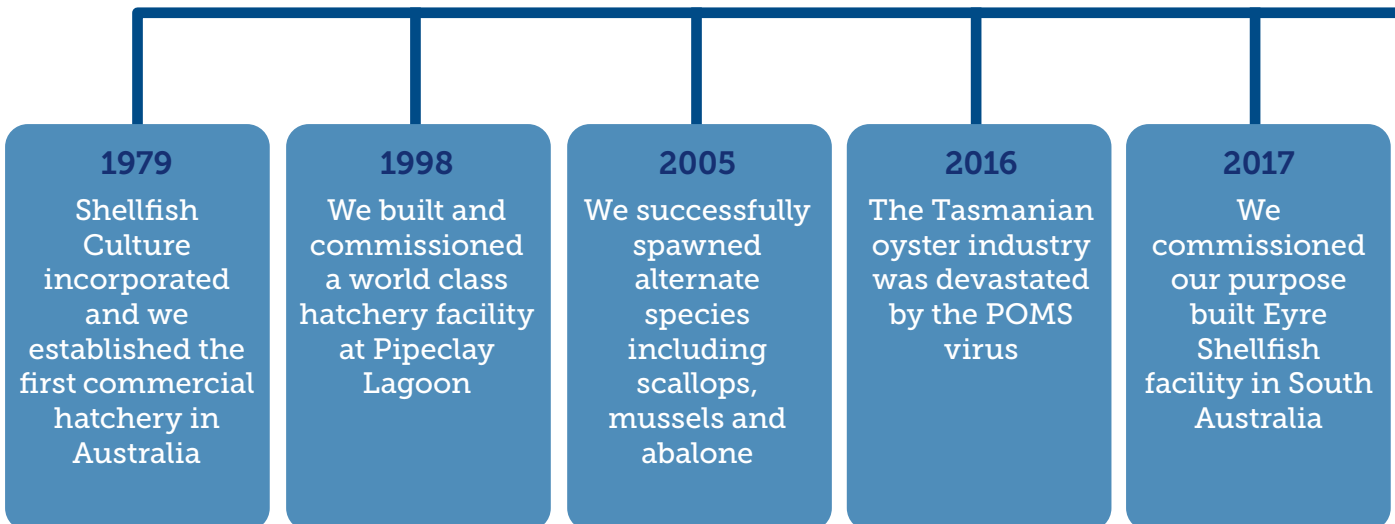 1979
Shellfish
Culture
incorporated
and we
established the
first commercial
hatchery in
Australia
1998
We built and
commissioned
a world class
hatchery facility
at Pipeclay
Lagoon
2005
We successfully
spawned
alternate
species
including
scallops,
mussels and
abalone
2016
The Tasmanian
oyster industry
was devastated
by the POMS
virus
2017
We
commissioned
our purpose
built Eyre
Shellfish
facility in South
Australia